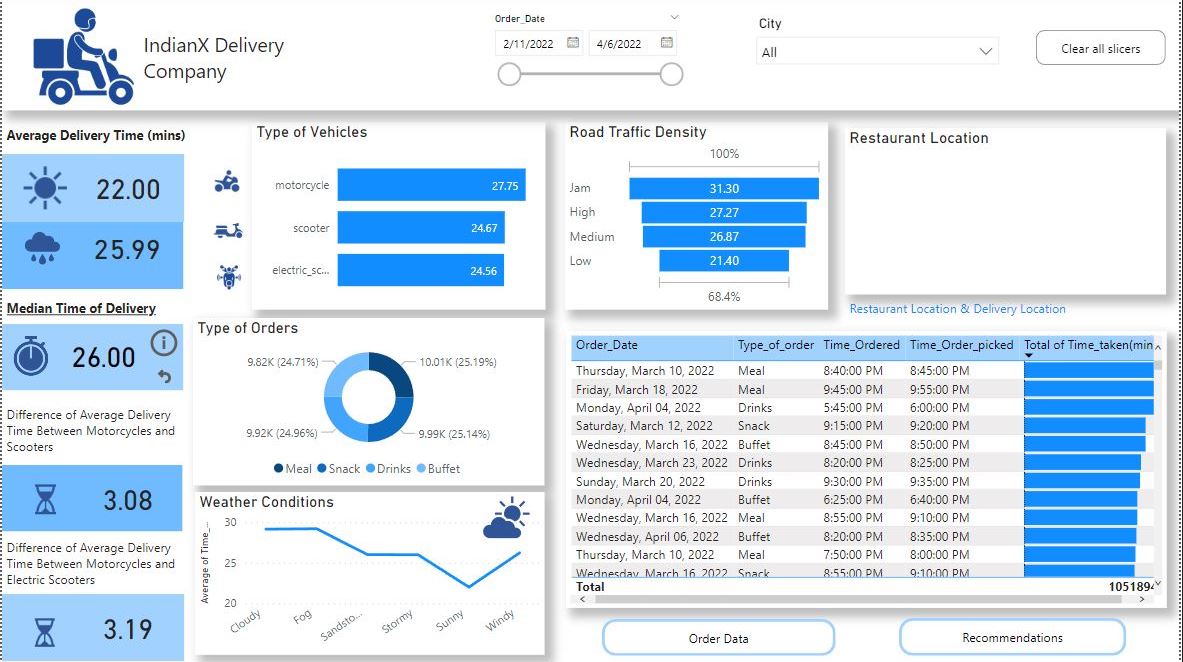 IndianX Delivery
Company
Order_Date
2/11/2022
4/6/2022
City
All
Clear all slicers
Average Delivery Time (mins)
22.00
25.99
Type of Vehicles
motorcycle 27.75
scooter 24.67
electric_sc... 24.56
Road Traffic Density
100%
Jam 31.30
High 27.27
Medium 26.87
Low 21.40
68.4%
Restaurant Location
Restaurant Location & Delivery Location
Median Time of Delivery
26.00
i
Difference of Average Delivery
Time Between Motorcycles and
Scooters
3.08
Difference of Average Delivery
Time Between Motorcycles and
Electric Scooters
3.19
Type of Orders
9.82K (24.71%) 10.01K (25.19%)
9.92K (24.96%) 9.99K (25.14%)
Meal Snack Drinks Buffet
Weather Conditions
Average of Time_...
30
25
20
Cloudy Fog Sandsto... Stormy Sunny Windy
Order_Date Type_of_order Time_Ordered Time_Order_picked Total of Time_taken(min
Thursday, March 10, 2022 Meal 8:40:00 PM 8:45:00 PM
Friday, March 18, 2022 Meal 9:45:00 PM 9:55:00 PM
Monday, April 04, 2022 Drinks 5:45:00 PM 6:00:00 PM
Saturday, March 12, 2022 Snack 9:15:00 PM 9:20:00 PM
Wednesday, March 16, 2022 Buffet 8:45:00 PM 8:50:00 PM
Wednesday, March 23, 2022 Drinks 8:20:00 PM 8:25:00 PM
Sunday, March 20, 2022 Drinks 9:30:00 PM 9:35:00 PM
Monday, April 04, 2022 Buffet 6:25:00 PM 6:40:00 PM
Wednesday, March 16, 2022 Meal 8:55:00 PM 9:10:00 PM
Wednesday, April 06, 2022 Buffet 8:20:00 PM 8:35:00 PM
Thursday, March 10, 2022 Meal 7:50:00 PM 8:00:00 PM
Wednesday, March 16, 2022 Snack 8:55:00 PM 9:10:00 PM
Total 1051894
Order Data
Recommendations